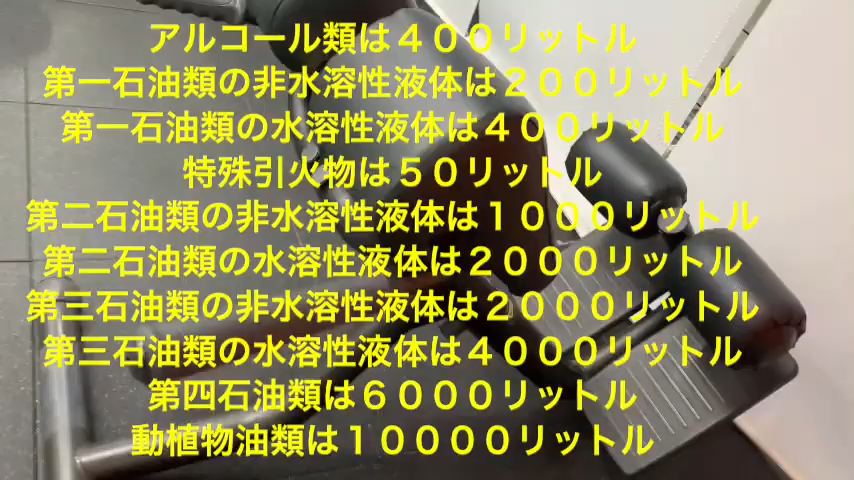 アルコール類は４００リットル
第一石油類の非水溶性液体は２００リットル
第一石油類の水溶性液体は４００リットル
特殊引火物は５０リットル
第二石油類の非水溶性液体は１０００リットル
第二石油類の水溶性液体は２０００リットル
第三石油類の非水溶性液体は２０００リットル
第三石油類の水溶性液体は４０００リットル
第四石油類は６０００リットル
動植物油類は１００００リットル